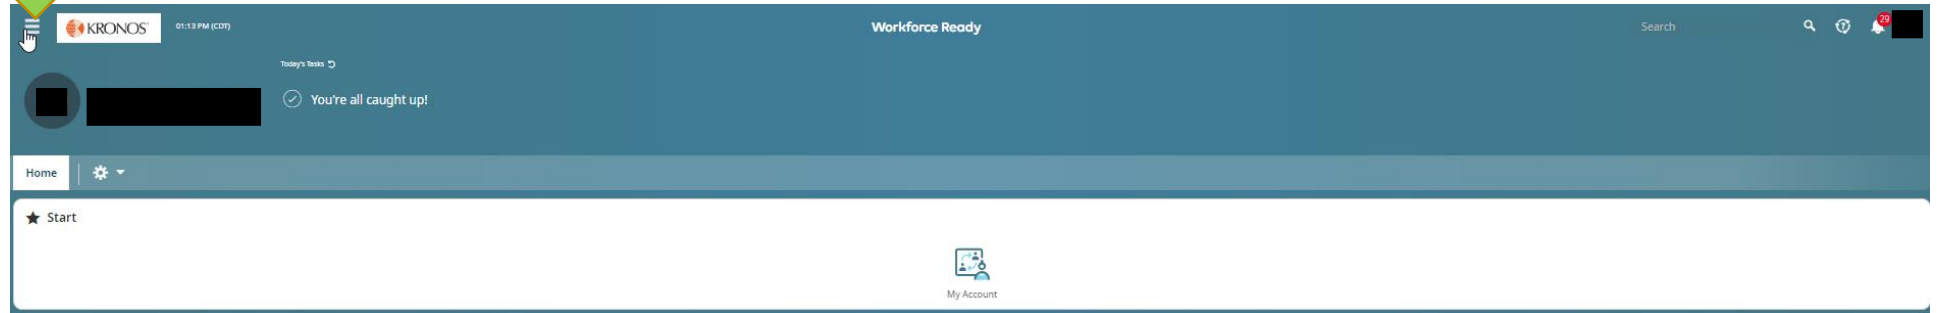 KRONOS
01:13 PM (CDT)
Workforce Ready
Search
29
Today's Tasks
You're all caught up!
Home
Start
My Account